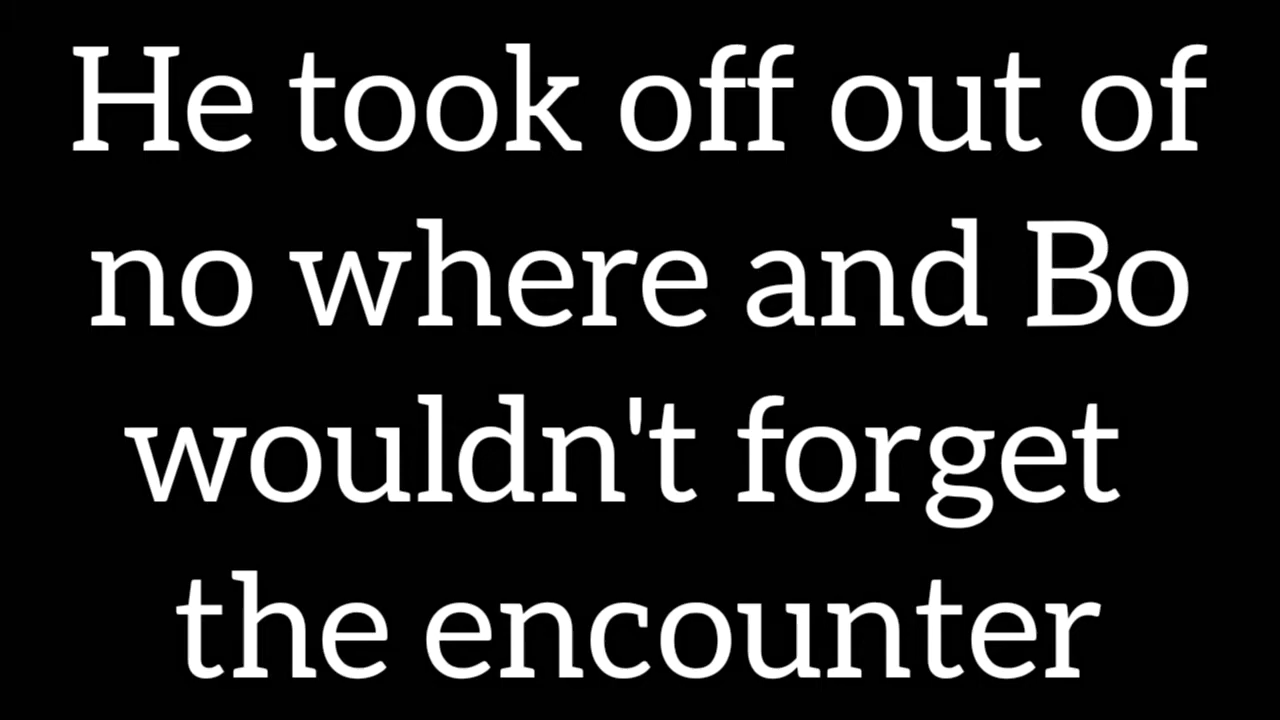 He took off out of
no where and Bo
wouldn't forget
the encounter